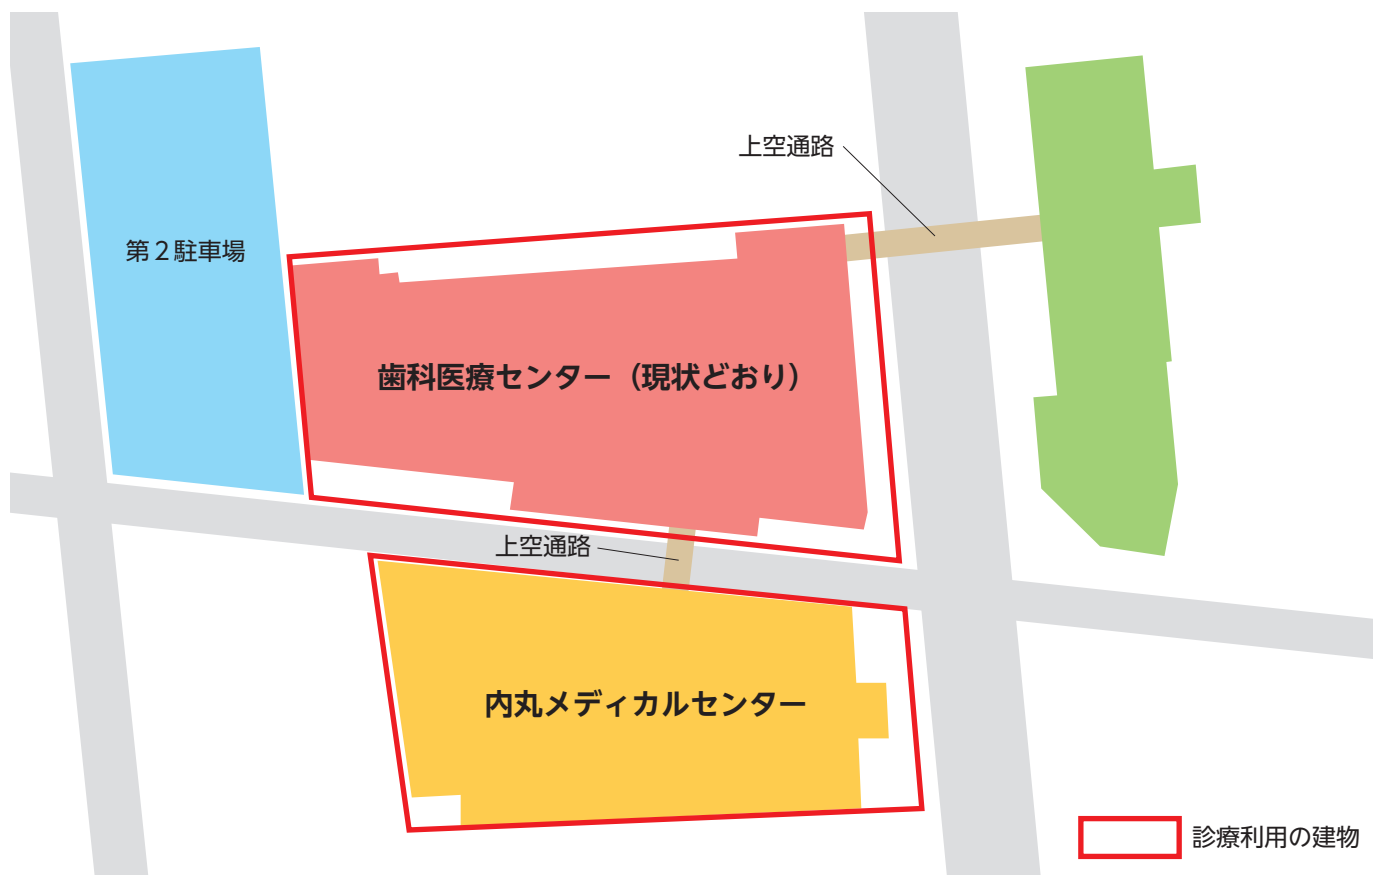 上空通路
第２駐車場
歯科医療センター（現状どおり）
上空通路
内丸メディカルセンター
診療利用の建物